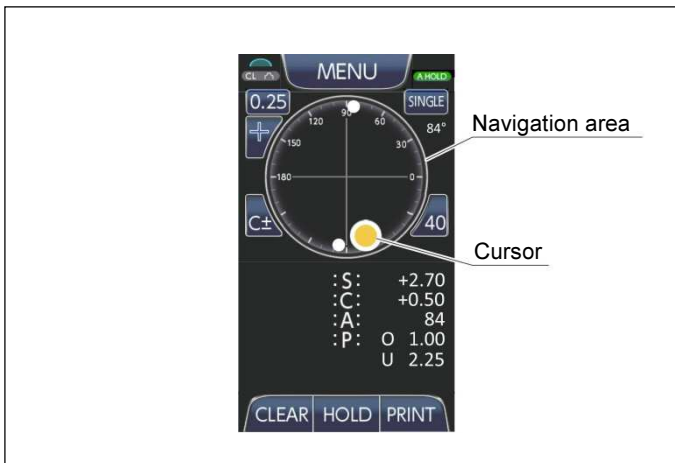 MENU
CL
A HOLD
0.25
SINGLE
84°
120
90
60
150
30
180
0
C±
40
Navigation area
Cursor
:S: +2.70
:C: +0.50
:A: 84
:P: O 1.00
U 2.25
CLEAR HOLD PRINT